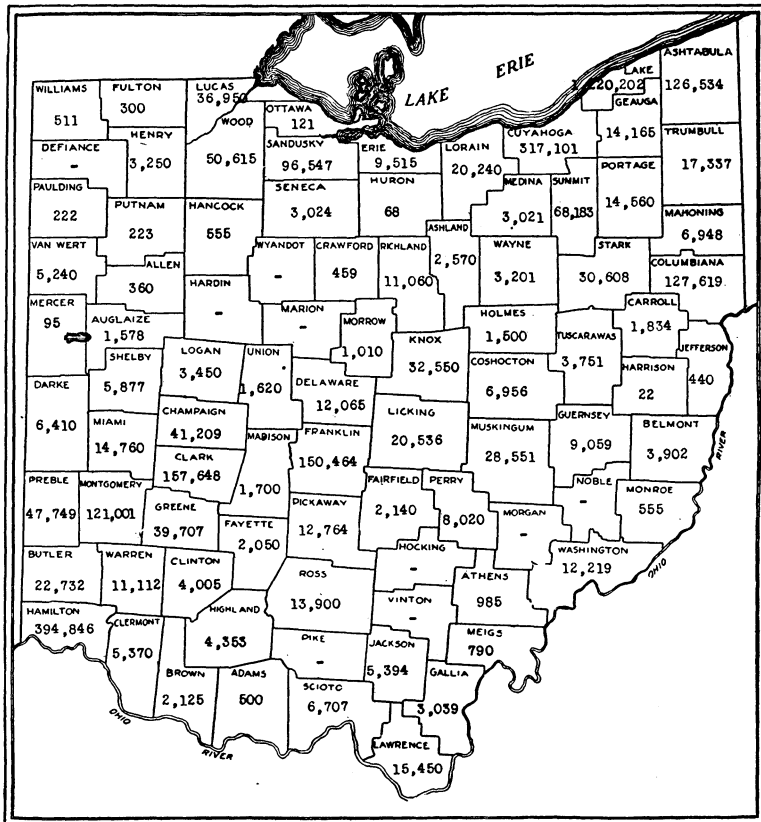 LAKE ERIE
ASHTABULA
126,534
LAKE
1,220,202
GEAUGA
14,165
WILLIAMS
511
FULTON
300
LUCAS
36,950
OTTAWA
121
WOOD
50,615
SANDUSKY
96,547
ERIE
9,515
LORAIN
20,240
CUYAHOGA
317,101
TRUMBULL
17,337
DEFIANCE
-
HENRY
3,250
SENECA
3,024
HURON
68
MEDINA
3,021
SUMMIT
68,183
PORTAGE
14,560
MAHONING
6,948
PAULDING
222
PUTNAM
223
HANCOCK
555
ASHLAND
2,570
VAN WERT
5,240
ALLEN
360
WYANDOT
-
CRAWFORD
459
RICHLAND
11,060
WAYNE
3,201
STARK
30,608
COLUMBIANA
127,619
HARDIN
-
MERCER
95
AUGLAIZE
1,578
MARION
-
MORROW
1,010
KNOX
32,550
HOLMES
1,500
TUSCARAWAS
3,751
CARROLL
1,834
JEFFERSON
440
SHELBY
5,877
LOGAN
3,450
UNION
1,620
DELAWARE
12,065
COSHOCTON
6,956
HARRISON
22
DARKE
6,410
MIAMI
14,760
CHAMPAIGN
41,209
LICKING
20,536
MUSKINGUM
28,551
GUERNSEY
9,059
BELMONT
3,902
RIVER
CLARK
157,648
MADISON
1,700
FRANKLIN
150,464
PREBLE
47,749
MONTGOMERY
121,001
GREENE
39,707
FAYETTE
2,050
PICKAWAY
12,764
FAIRFIELD
2,140
PERRY
8,020
MORGAN
-
NOBLE
-
MONROE
555
HOCKING
-
WASHINGTON
12,219
OHIO
BUTLER
22,732
WARREN
11,112
CLINTON
4,005
ROSS
13,900
VINTON
-
ATHENS
985
HAMILTON
394,846
CLERMONT
5,370
HIGHLAND
4,353
PIKE
-
JACKSON
5,394
MEIGS
790
BROWN
2,125
ADAMS
500
SCIOTO
6,707
GALLIA
3,039
LAWRENCE
15,450
OHIO
RIVER